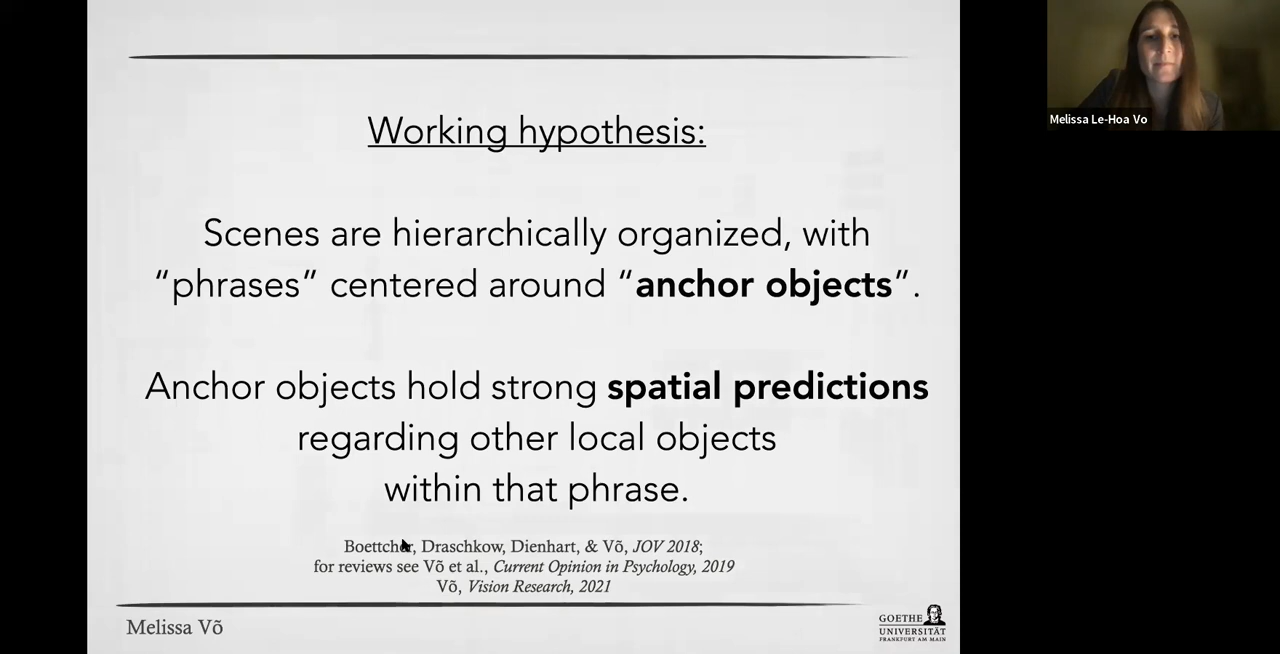 Working hypothesis:
Scenes are hierarchically organized, with
“phrases” centered around “anchor objects”.
Anchor objects hold strong spatial predictions
regarding other local objects
within that phrase.
Boettcher, Draschkow, Dienhart, & Võ, JOV 2018;
for reviews see Võ et al., Current Opinion in Psychology, 2019
Võ, Vision Research, 2021
Melissa Võ
GOETHE
UNIVERSITÄT
FRANKFURT AM MAIN
Melissa Le-Hoa Vo